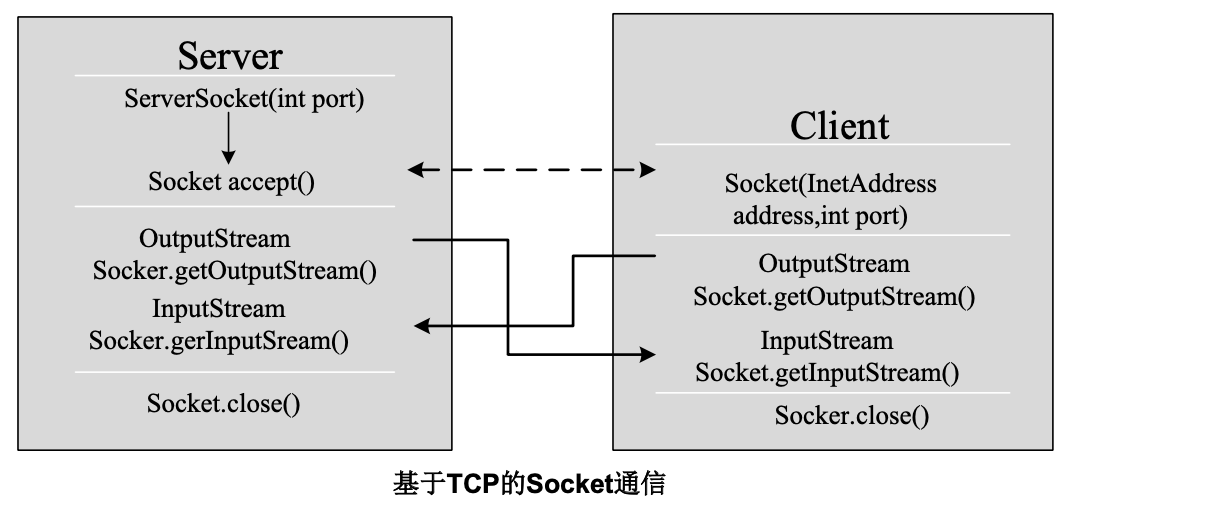 Server
ServerSocket(int port)
Socket accept()
OutputStream
Socker.getOutputStream()
InputStream
Socker.gerInputSream()
Socket.close()
Client
Socket(InetAddress
address,int port)
OutputStream
Socket.getOutputStream()
InputStream
Socket.getInputStream()
Socker.close()
基于TCP的Socket通信